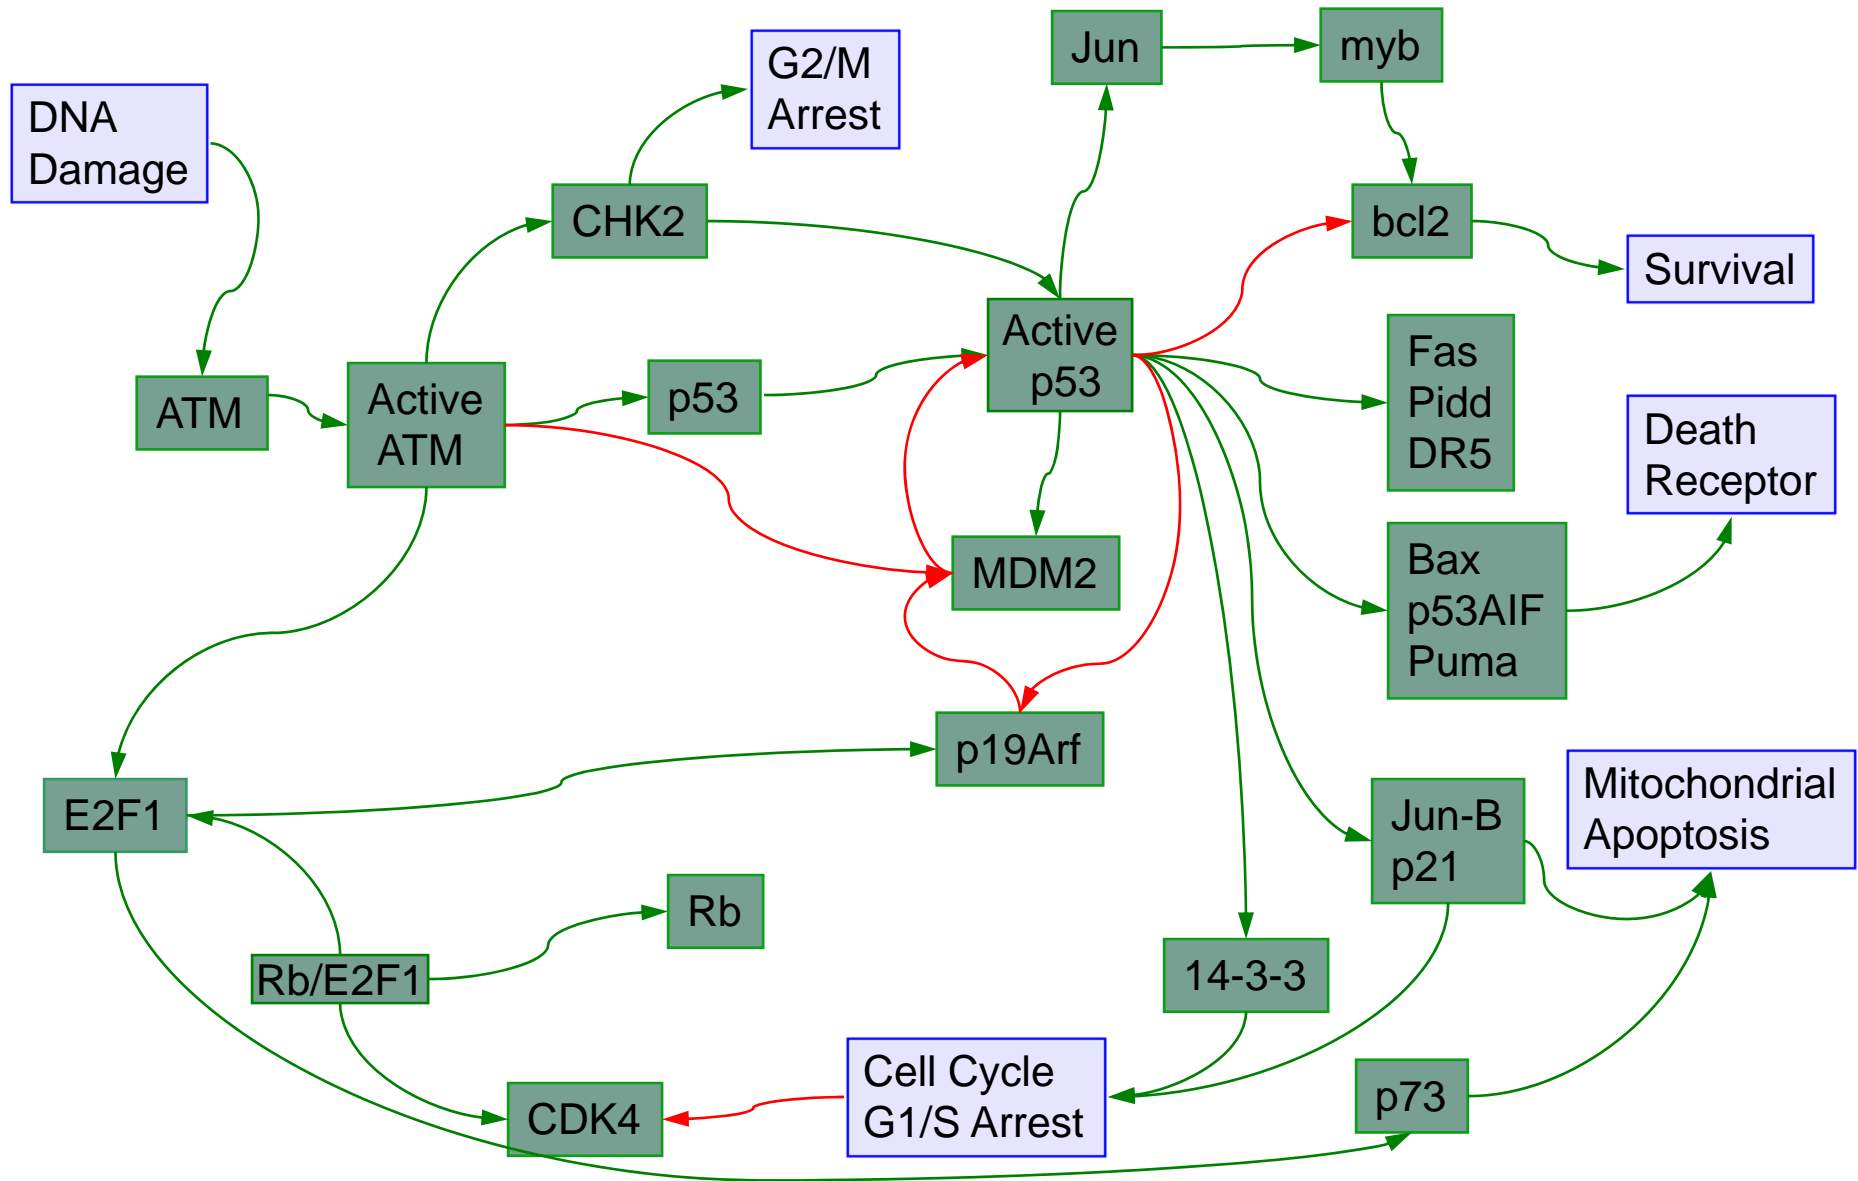 Jun
myb
G2/M
Arrest
DNA
Damage
CHK2
bcl2
Survival
Active
p53
Fas
Pidd
DR5
ATM
Active
ATM
p53
Death
Receptor
MDM2
Bax
p53AIF
Puma
p19Arf
E2F1
Mitochondrial
Apoptosis
Jun-B
p21
Rb
Rb/E2F1
14-3-3
Cell Cycle
G1/S Arrest
CDK4
p73